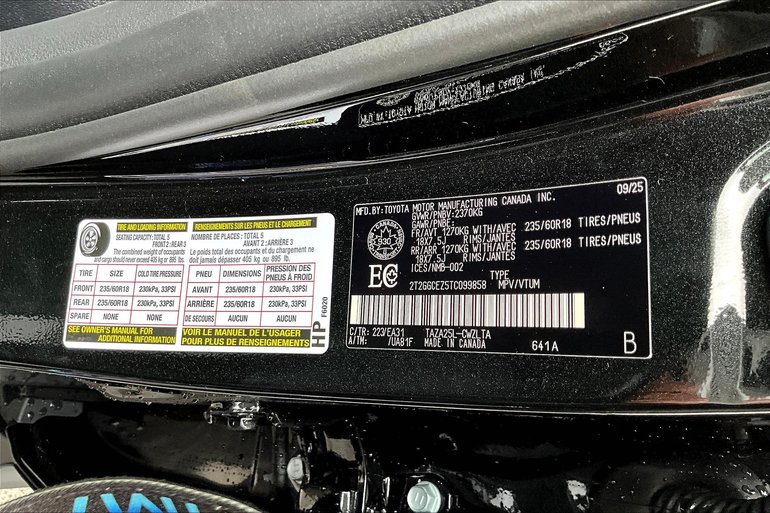 TIRE AND LOADING INFORMATION
SEATING CAPACITY: TOTAL 5
FRONT 2 : REAR 3
The combined weight of occupants
and cargo should never exceed 405 kg or 895 lbs.
TIRE SIZE COLD TIRE PRESSURE
FRONT 235/60R18 230kPa, 33PSI
REAR 235/60R18 230kPa, 33PSI
SPARE NONE NONE
SEE OWNER'S MANUAL FOR
ADDITIONAL INFORMATION
RENSEIGNEMENTS SUR LES PNEUS ET LE CHARGEMENT
NOMBRE DE PLACES : TOTAL 5
AVANT 2 : ARRIÈRE 3
Le poids total des occupants et du chargement ne
doit jamais dépasser 405 kg ou 895 lb.
PNEU DIMENSIONS PRESSION DES PNEUS À FROID
AVANT 235/60R18 230kPa, 33PSI
ARRIÈRE 235/60R18 230kPa, 33PSI
DE SECOURS AUCUN AUCUN
VOIR LE MANUEL DE L'USAGER
POUR PLUS DE RENSEIGNEMENTS
HP
F6020
09/25
MFD.BY:TOYOTA MOTOR MANUFACTURING CANADA INC.
GVWR/PNBV:2370KG
GAWR/PNBE:
FR/AV 1270KG WITH/AVEC 235/60R18 TIRES/PNEUS
18X7.5J RIMS/JANTES
RR/AR 1270KG WITH/AVEC 235/60R18 TIRES/PNEUS
18X7.5J RIMS/JANTES
ICES/NMB-002
CANADA
930
EC
TYPE
2T2GGCEZ5TC099858 MPV/VTUM
C/TR: 223/EA31 TAZA25L-CWZLTA
A/TM: 7UA81F MADE IN CANADA 641A
B